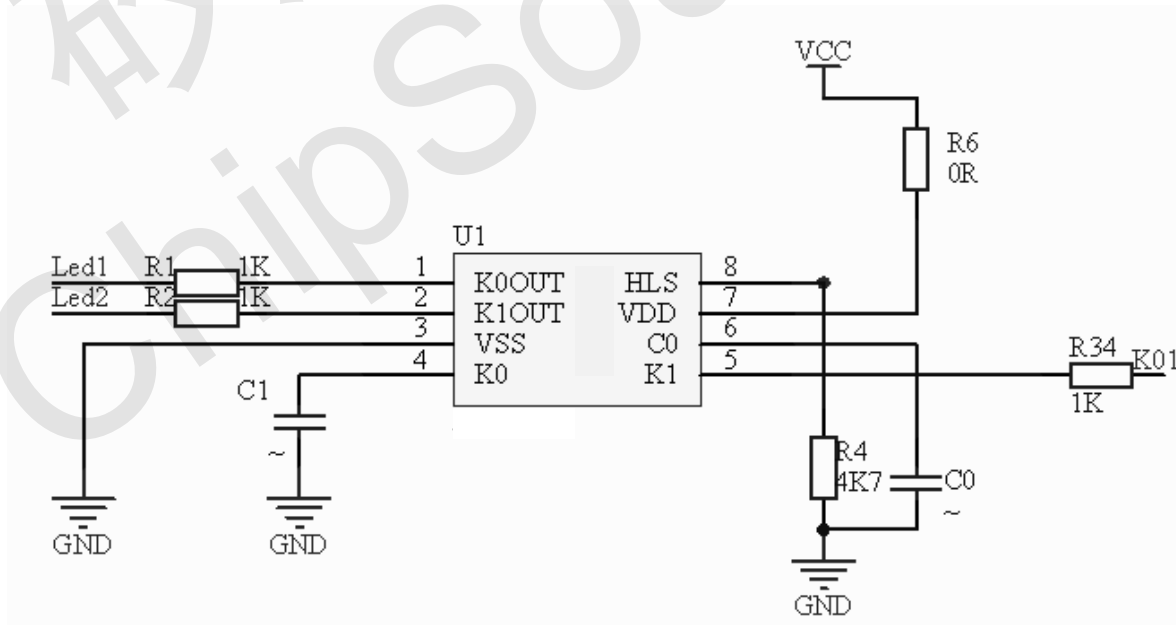 VCC
R6
0R
U1
Led1 R1 1K 1 K0OUT HLS 8
Led2 R2 1K 2 K1OUT VDD 7
3 VSS C0 6
4 K0 K1 5
R34 K01
1K
C1
~
R4
4K7
C0
~
GND
GND
GND